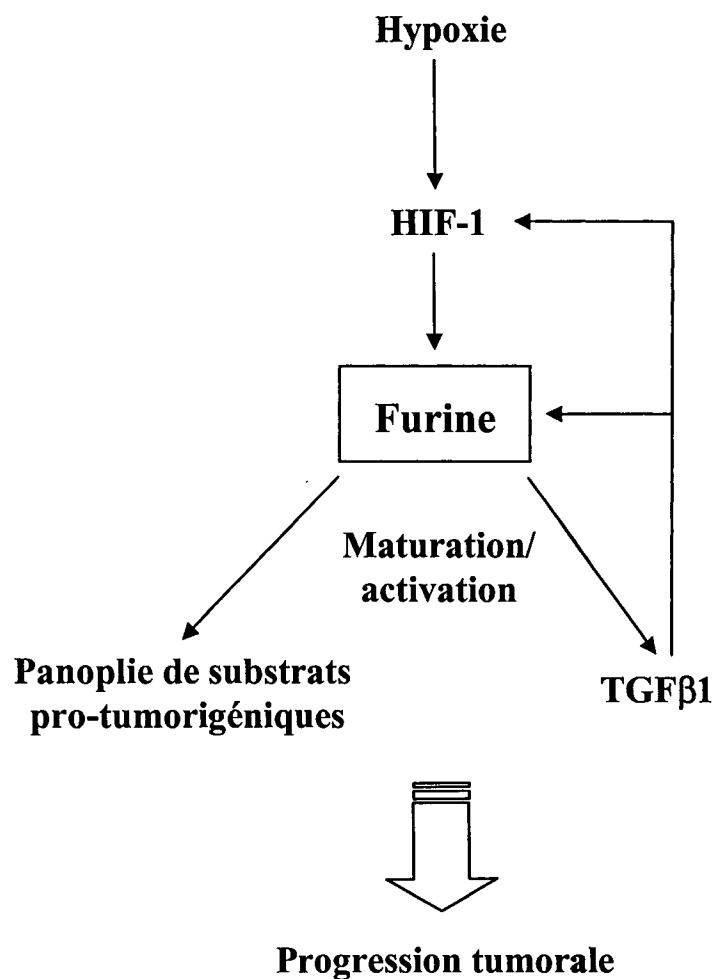 Hypoxie
HIF-1
Furine
Maturation/
activation
Panoplie de substrats
pro-tumorigéniques
TGFβ1
Progression tumorale